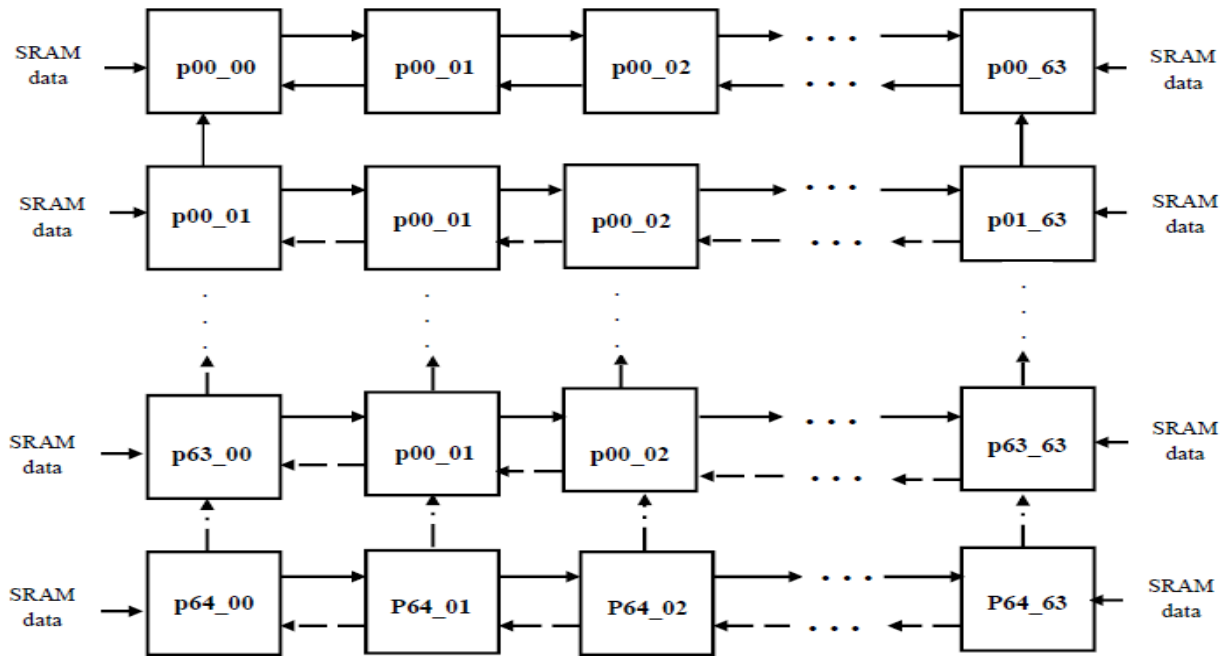 SRAM
data
p00_00
p00_01
p00_02
. . .
. . .
p00_63
SRAM
data
SRAM
data
p00_01
p00_01
p00_02
. . .
. . .
p01_63
SRAM
data
SRAM
data
p63_00
p00_01
p00_02
. . .
. . .
p63_63
SRAM
data
SRAM
data
p64_00
P64_01
P64_02
. . .
. . .
P64_63
SRAM
data